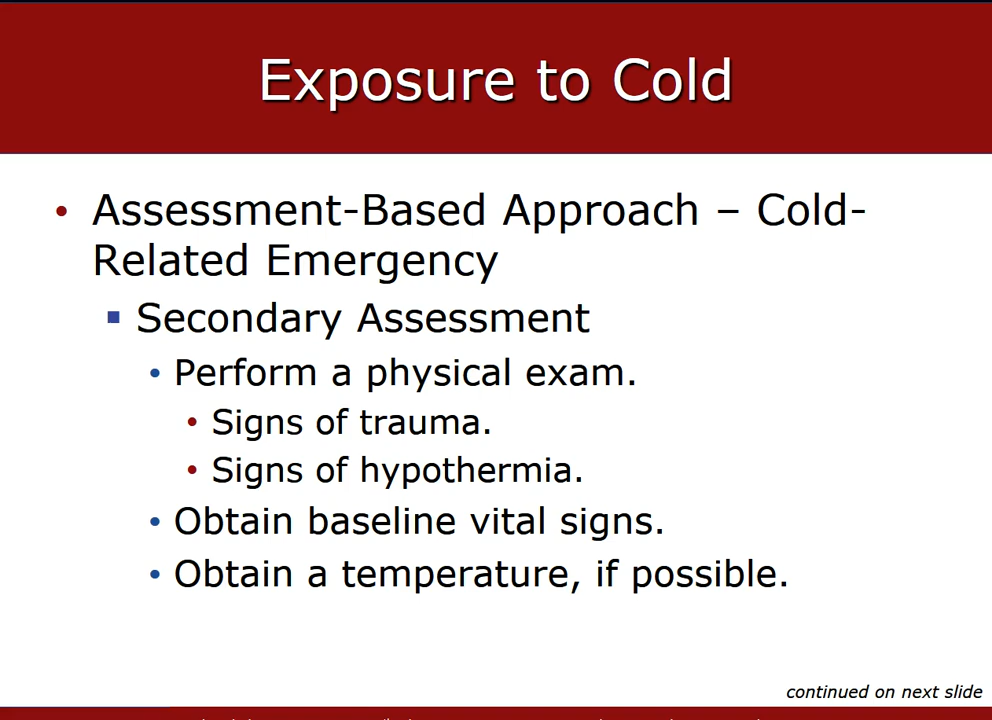 Exposure to Cold
• Assessment-Based Approach – Cold-
Related Emergency
▪ Secondary Assessment
• Perform a physical exam.
• Signs of trauma.
• Signs of hypothermia.
• Obtain baseline vital signs.
• Obtain a temperature, if possible.
continued on next slide